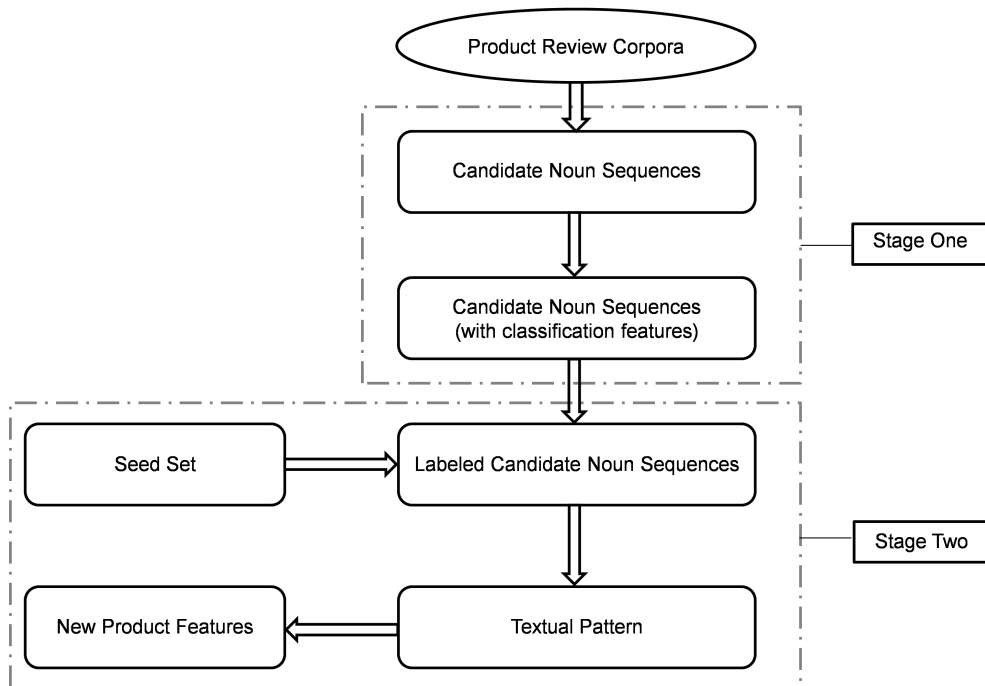 Product Review Corpora
Candidate Noun Sequences
Stage One
Candidate Noun Sequences
(with classification features)
Seed Set
Labeled Candidate Noun Sequences
Stage Two
New Product Features
Textual Pattern